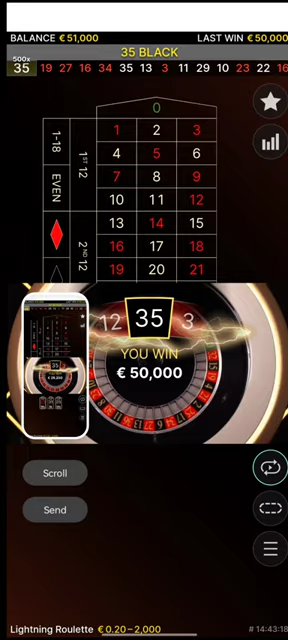 BALANCE €51,000 LAST WIN €50,000
35 BLACK
500x
35 19 27 16 34 35 13 3 11 29 10 23 22 16
0
1-18 1ST 12 1 2 3
4 5 6
EVEN 7 8 9
10 11 12
2ND 12 13 14 15
16 17 18
19 20 21
12 35 3
YOU WIN
€ 50,000
Scroll
Send
Lightning Roulette € 0.20 – 2,000 # 14:43:18